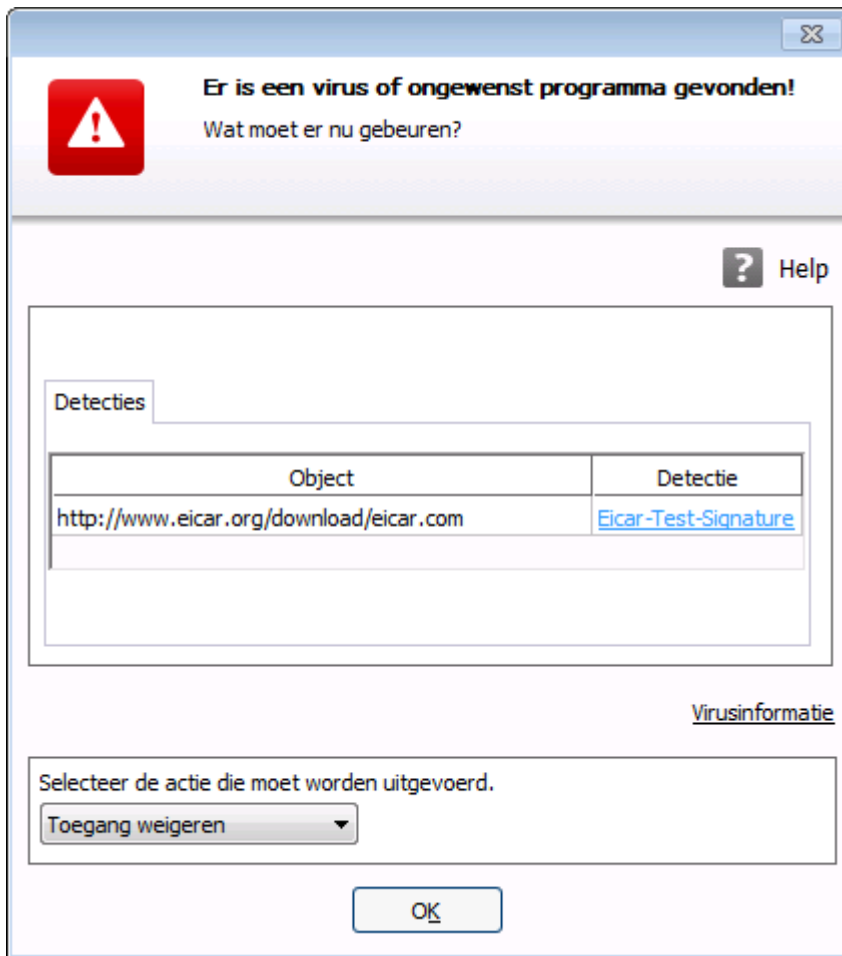 Er is een virus of ongewenst programma gevonden!
Wat moet er nu gebeuren?
? Help
Detecties
Object Detectie
http://www.eicar.org/download/eicar.com Eicar-Test-Signature
Virusinformatie
Selecteer de actie die moet worden uitgevoerd.
Toegang weigeren
OK